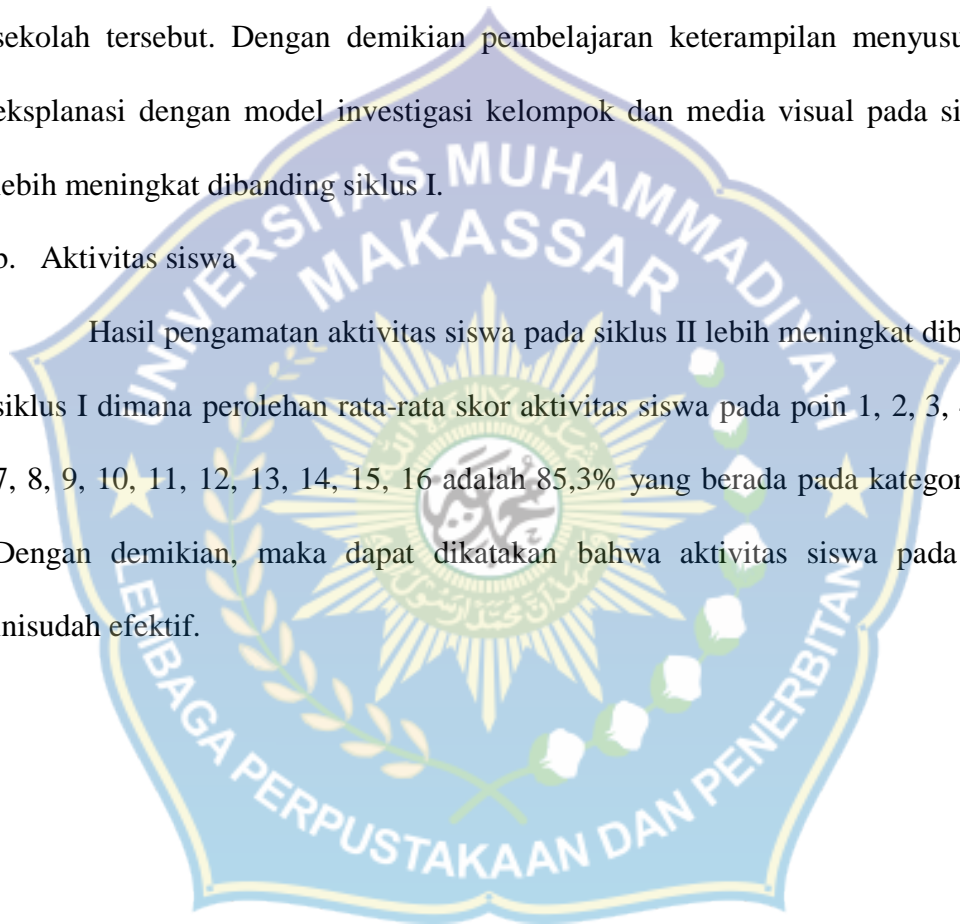 sekolah tersebut. Dengan demikian pembelajaran keterampilan menyusu
eksplanasi dengan model investigasi kelompok dan media visual pada si
lebih meningkat dibanding siklus I.
b. Aktivitas siswa
Hasil pengamatan aktivitas siswa pada siklus II lebih meningkat dib
siklus I dimana perolehan rata-rata skor aktivitas siswa pada poin 1, 2, 3,
7, 8, 9, 10, 11, 12, 13, 14, 15, 16 adalah 85,3% yang berada pada kategor
Dengan demikian, maka dapat dikatakan bahwa aktivitas siswa pada
inisudah efektif.
UNIVERSITAS MUHAMMADIYAH
MAKASSAR
LEMBAGA PERPUSTAKAAN DAN PENERBITAN